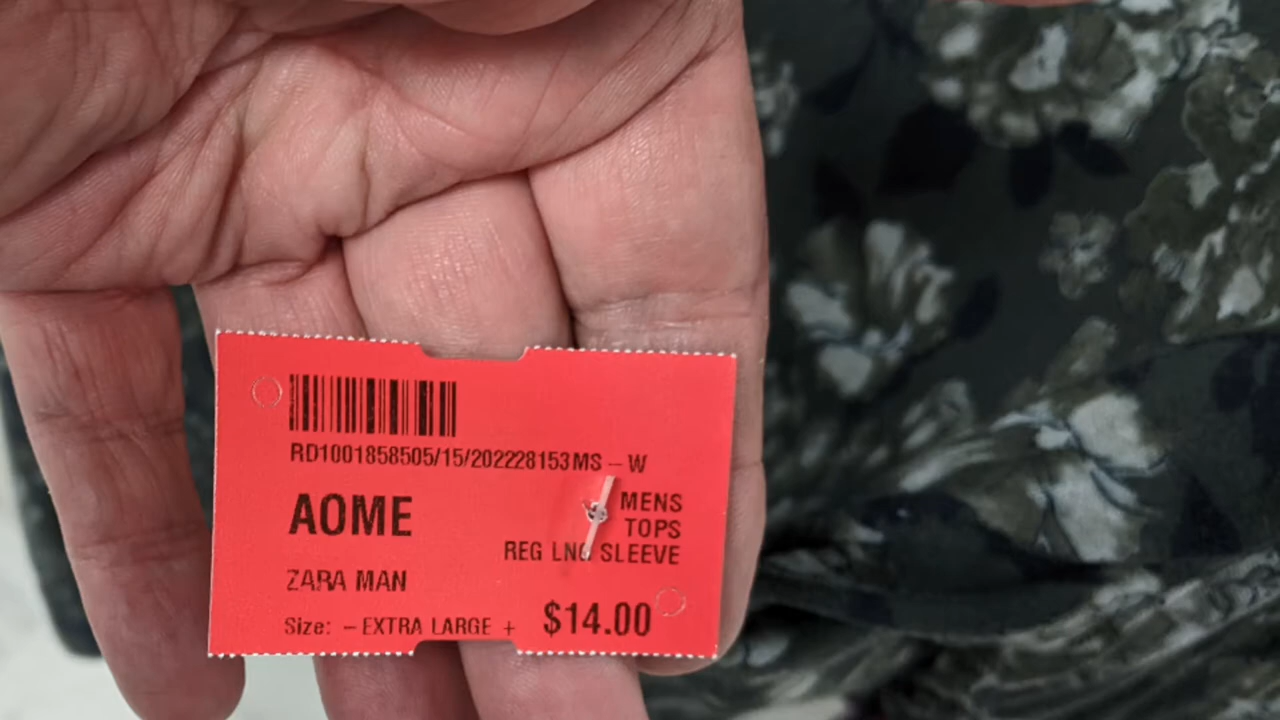 RD1001858505/15/202228153MS – W
AOME
MENS
TOPS
REG LNG SLEEVE
ZARA MAN
Size: – EXTRA LARGE +
$14.00